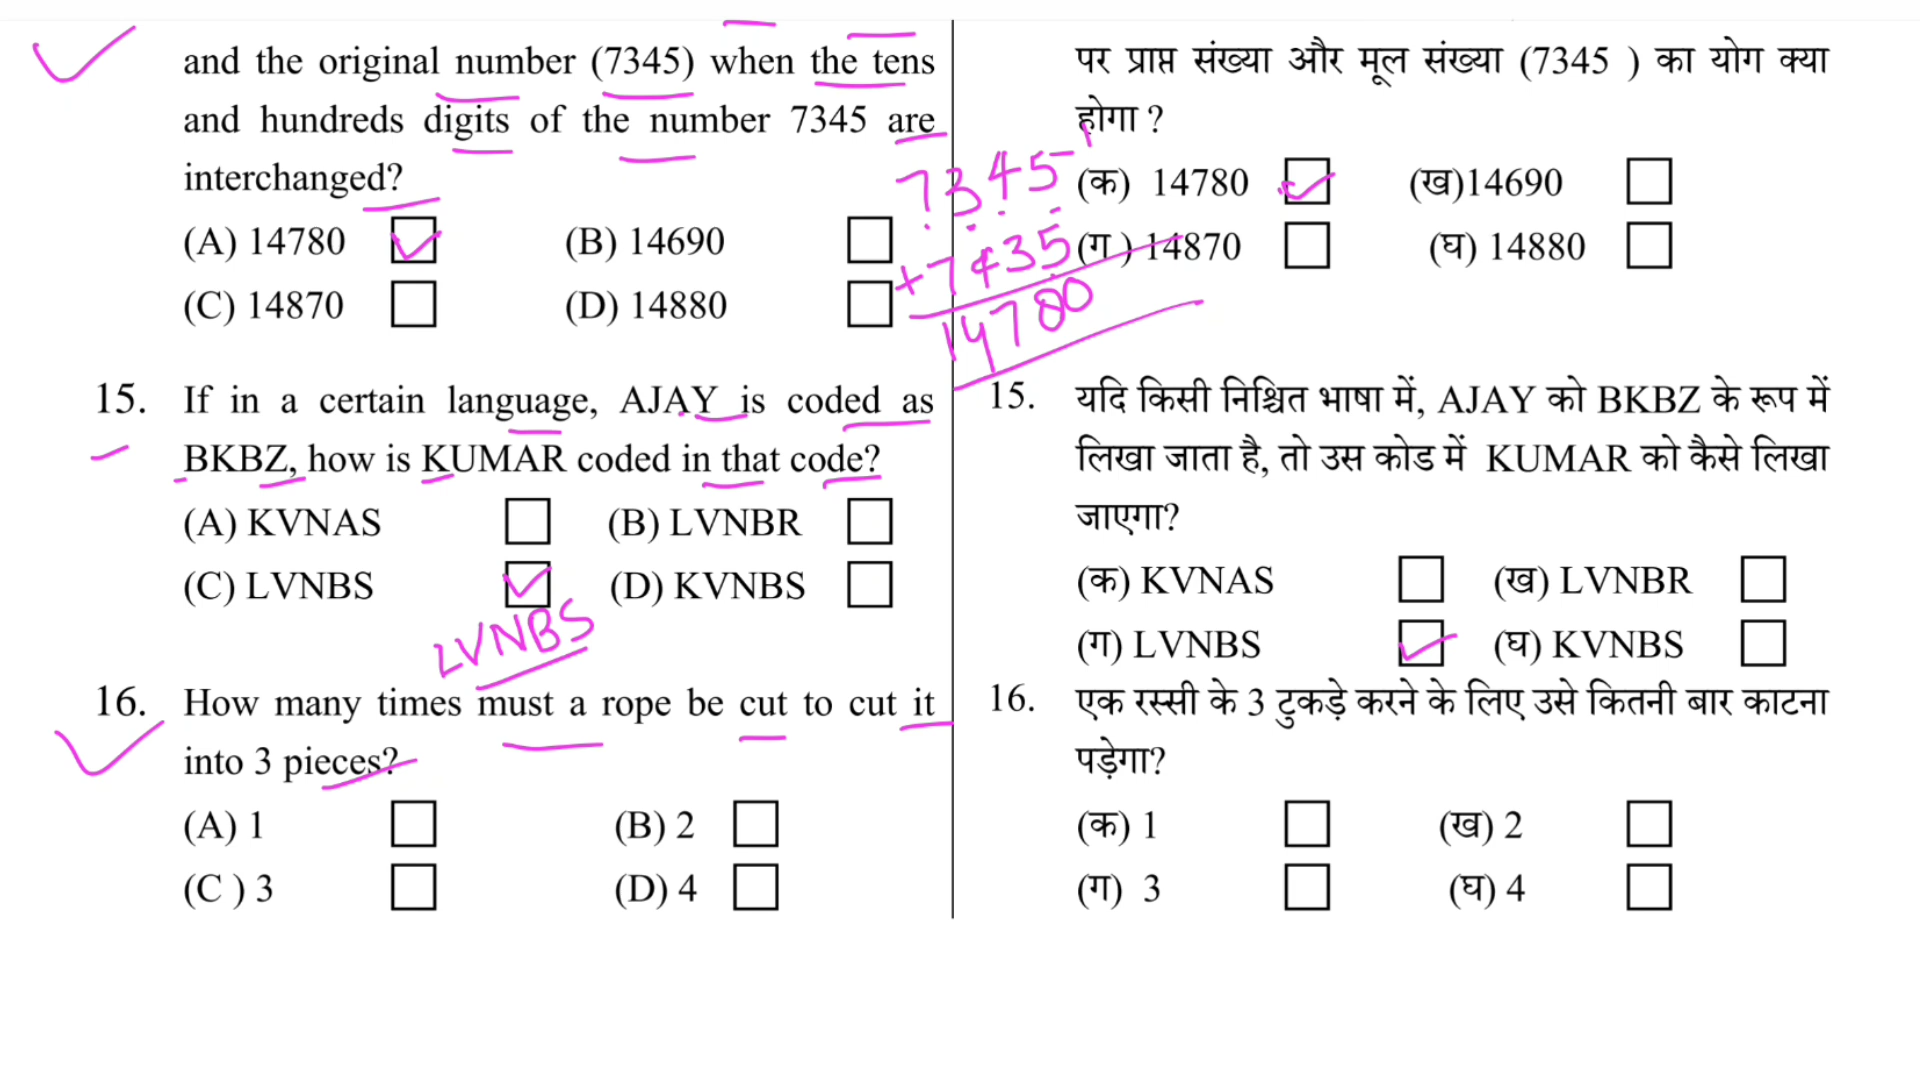 and the original number (7345) when the tens
and hundreds digits of the number 7345 are
interchanged?
(A) 14780 (B) 14690
(C) 14870 (D) 14880
15. If in a certain language, AJAY is coded as
BKBZ, how is KUMAR coded in that code?
(A) KVNAS (B) LVNBR
(C) LVNBS (D) KVNBS
LVNBS
16. How many times must a rope be cut to cut it
into 3 pieces?
(A) 1 (B) 2
(C ) 3 (D) 4
7345
+7435
14780
पर प्राप्त संख्या और मूल संख्या (7345 ) का योग क्या
होगा ?
(क) 14780 (ख)14690
(ग ) 14870 (घ) 14880
15. यदि किसी निश्चित भाषा में, AJAY को BKBZ के रूप में
लिखा जाता है, तो उस कोड में KUMAR को कैसे लिखा
जाएगा?
(क) KVNAS (ख) LVNBR
(ग) LVNBS (घ) KVNBS
16. एक रस्सी के 3 टुकड़े करने के लिए उसे कितनी बार काटना
पड़ेगा?
(क) 1 (ख) 2
(ग) 3 (घ) 4